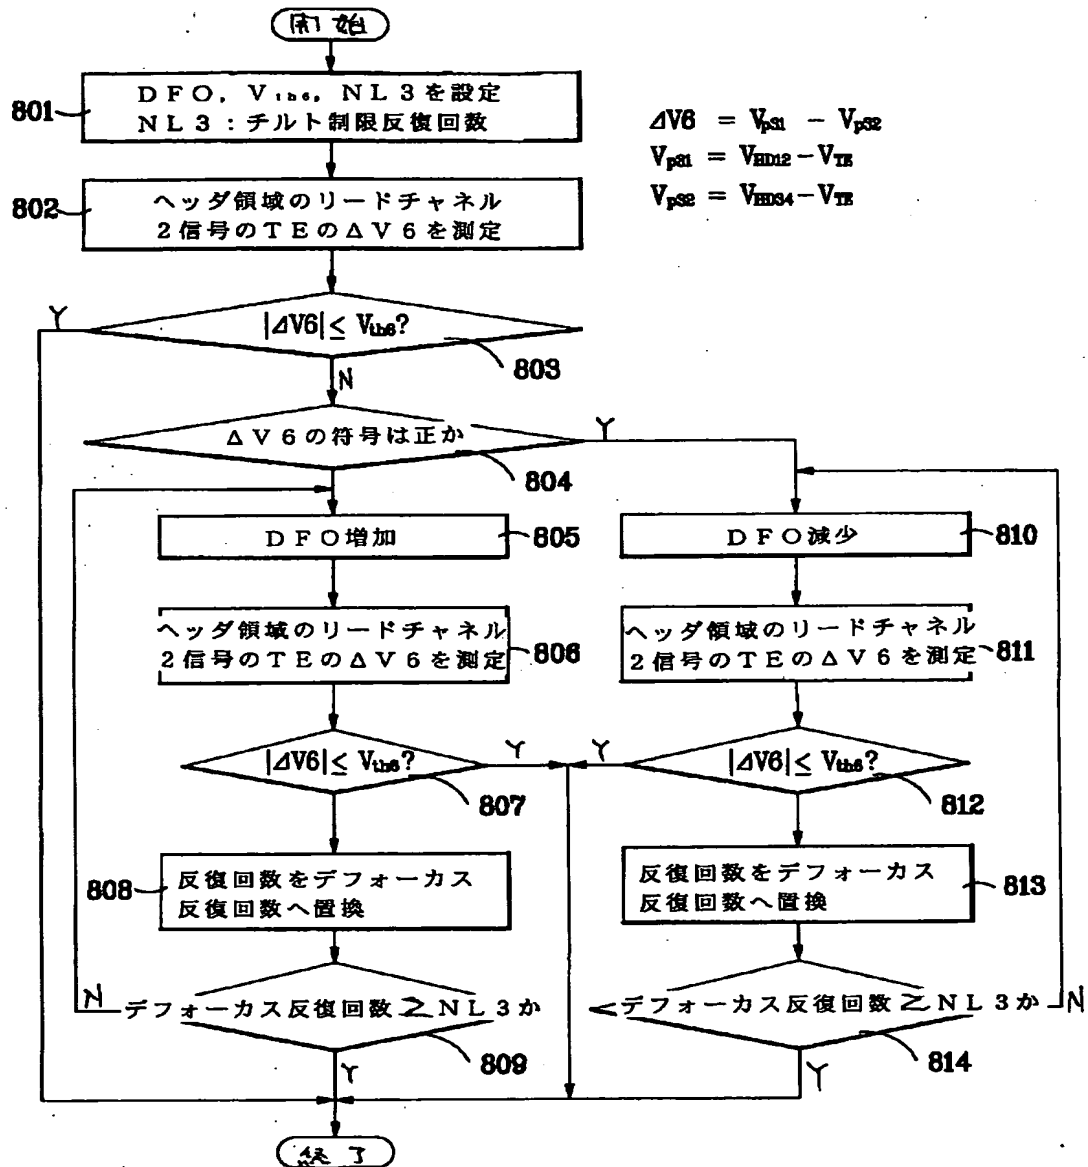 開始
801
DFO, Vth6, NL3を設定
NL3:チルト制限反復回数
ΔV6 = Vp31 - Vp32
Vp31 = VHD12 - VTE
Vp32 = VHD34 - VTE
802
ヘッダ領域のリードチャネル
2信号のTEのΔV6を測定
Y
|ΔV6| ≤ Vth6?
803
N
ΔV6の符号は正か
Y
804
DFO増加
805
DFO減少
810
ヘッダ領域のリードチャネル
2信号のTEのΔV6を測定
806
ヘッダ領域のリードチャネル
2信号のTEのΔV6を測定
811
|ΔV6| ≤ Vth6?
Y
807
Y
|ΔV6| ≤ Vth6?
812
808
反復回数をデフォーカス
反復回数へ置換
反復回数をデフォーカス
反復回数へ置換
813
N
デフォーカス反復回数≧NL3か
809
Y
デフォーカス反復回数≧NL3か
N
814
Y
終了